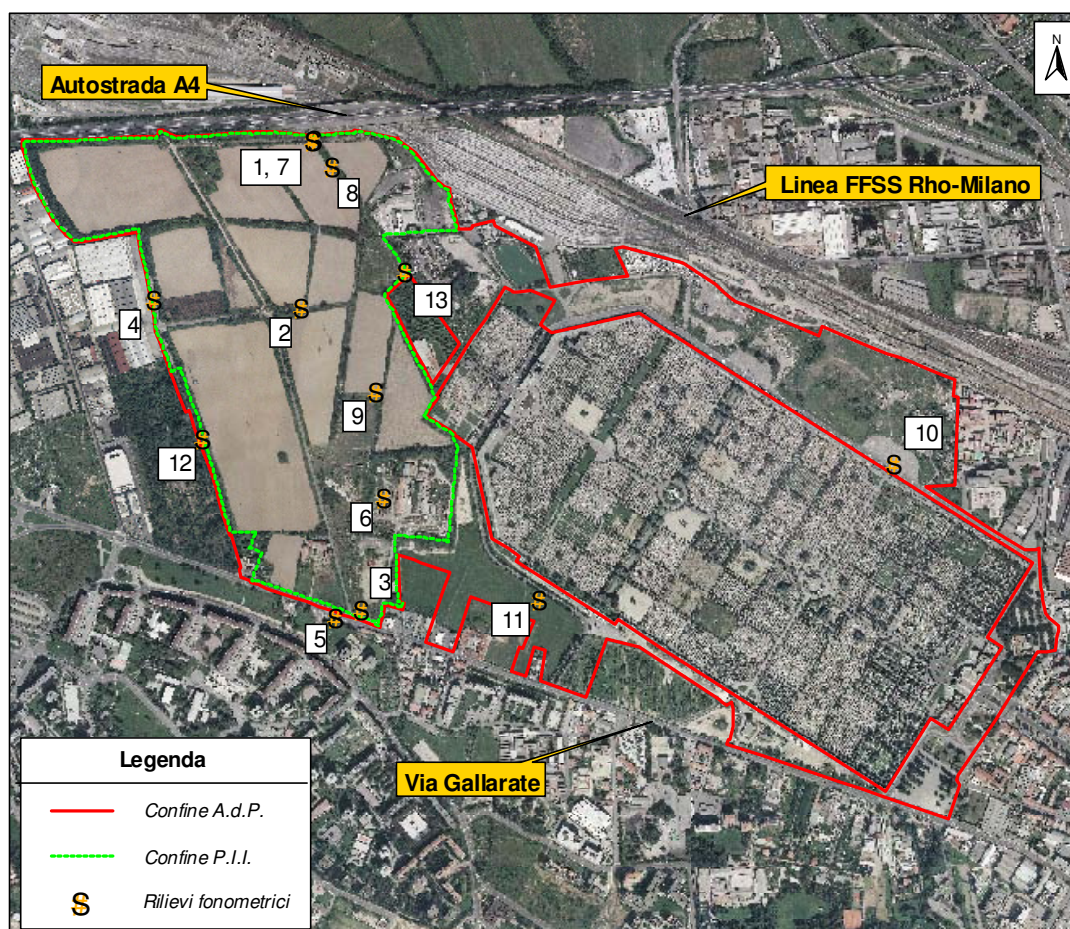 N
Autostrada A4
1, 7
8
Linea FFSS Rho-Milano
13
4
2
9
10
12
6
3
11
5
Via Gallarate
Legenda
Confine A.d.P.
Confine P.I.I.
Rilievi fonometrici